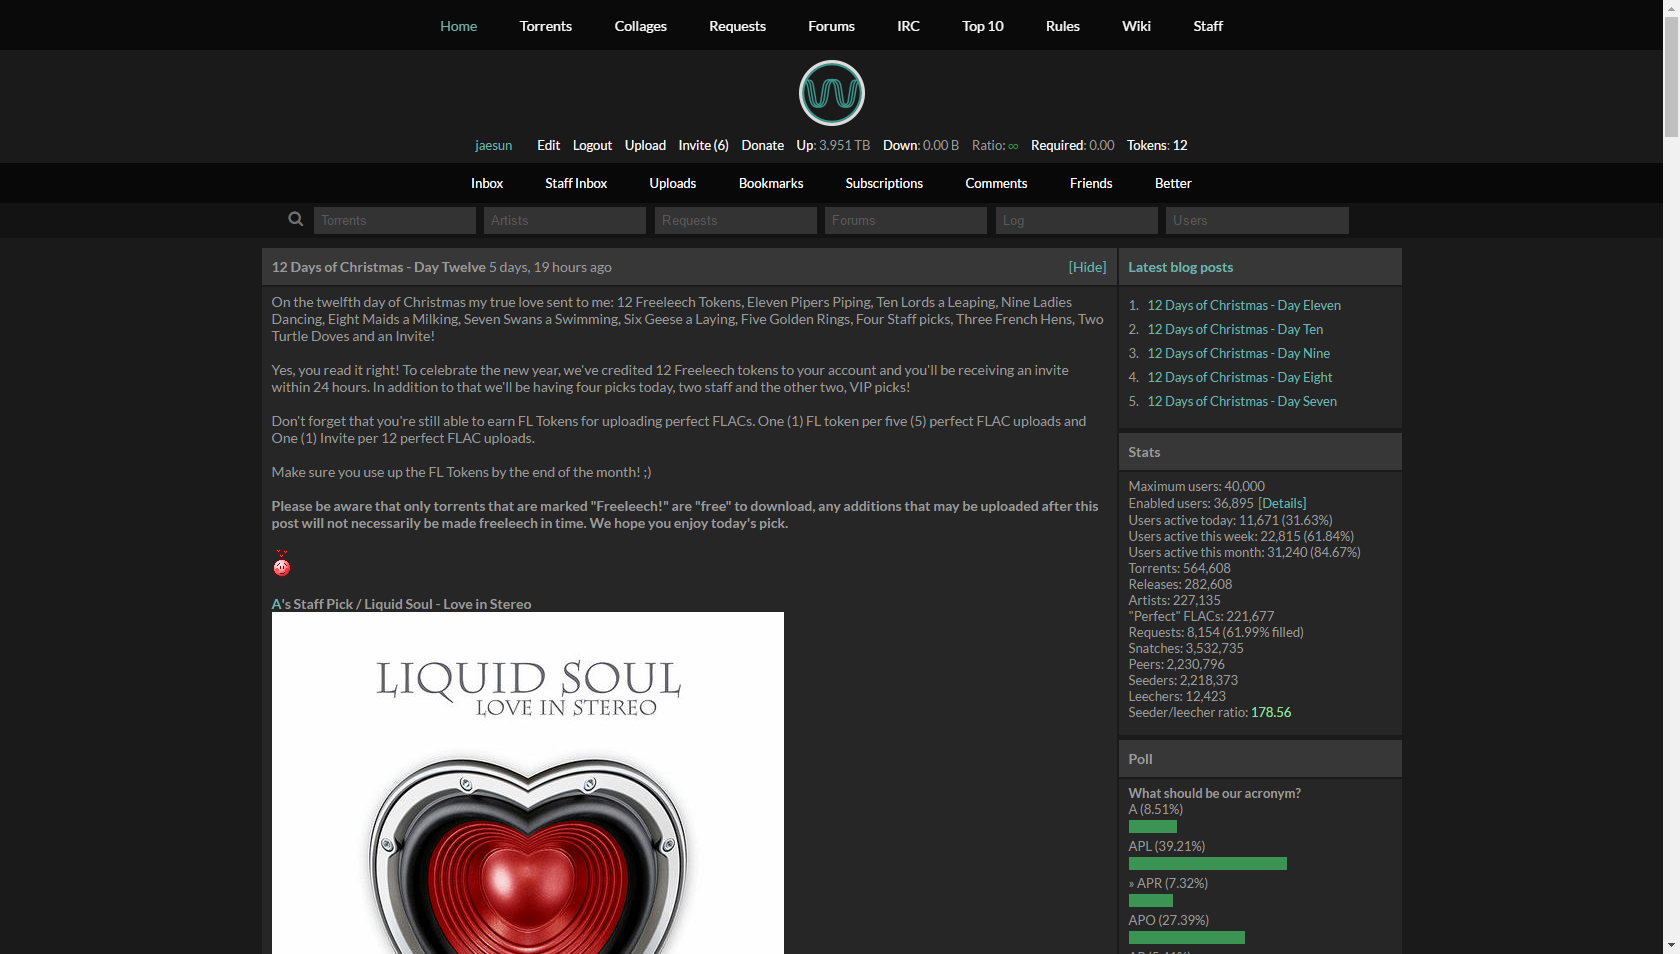 Home Torrents Collages Requests Forums IRC Top 10 Rules Wiki Staff
jaesun Edit Logout Upload Invite (6) Donate Up: 3.951 TB Down: 0.00 B Ratio: ∞ Required: 0.00 Tokens: 12
Inbox Staff Inbox Uploads Bookmarks Subscriptions Comments Friends Better
Torrents Artists Requests Forums Log Users
12 Days of Christmas - Day Twelve 5 days, 19 hours ago [Hide]
On the twelfth day of Christmas my true love sent to me: 12 Freeleech Tokens, Eleven Pipers Piping, Ten Lords a Leaping, Nine Ladies
Dancing, Eight Maids a Milking, Seven Swans a Swimming, Six Geese a Laying, Five Golden Rings, Four Staff picks, Three French Hens, Two
Turtle Doves and an Invite!
Yes, you read it right! To celebrate the new year, we've credited 12 Freeleech tokens to your account and you'll be receiving an invite
within 24 hours. In addition to that we'll be having four picks today, two staff and the other two, VIP picks!
Don't forget that you're still able to earn FL Tokens for uploading perfect FLACs. One (1) FL token per five (5) perfect FLAC uploads and
One (1) Invite per 12 perfect FLAC uploads.
Make sure you use up the FL Tokens by the end of the month! ;)
Please be aware that only torrents that are marked "Freeleech!" are "free" to download, any additions that may be uploaded after this
post will not necessarily be made freeleech in time. We hope you enjoy today's pick.
A's Staff Pick / Liquid Soul - Love in Stereo
LIQUID SOUL
LOVE IN STEREO
Latest blog posts
1. 12 Days of Christmas - Day Eleven
2. 12 Days of Christmas - Day Ten
3. 12 Days of Christmas - Day Nine
4. 12 Days of Christmas - Day Eight
5. 12 Days of Christmas - Day Seven
Stats
Maximum users: 40,000
Enabled users: 36,895 [Details]
Users active today: 11,671 (31.63%)
Users active this week: 22,815 (61.84%)
Users active this month: 31,240 (84.67%)
Torrents: 564,608
Releases: 282,608
Artists: 227,135
"Perfect" FLACs: 221,677
Requests: 8,154 (61.99% filled)
Snatches: 3,532,735
Peers: 2,230,796
Seeders: 2,218,373
Leechers: 12,423
Seeder/leecher ratio: 178.56
Poll
What should be our acronym?
A (8.51%)
APL (39.21%)
» APR (7.32%)
APO (27.39%)